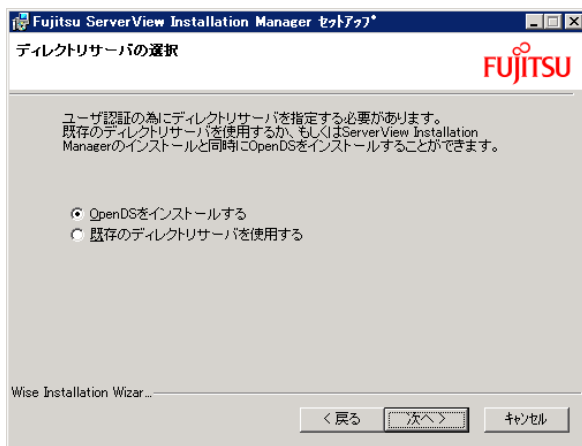 Fujitsu ServerView Installation Manager ｾｯﾄｱｯﾌﾟ
ディレクトリサーバの選択
FUJITSU
ユーザ認証の為にディレクトリサーバを指定する必要があります。
既存のディレクトリサーバを使用するか、もしくはServerView Installation
Managerのインストールと同時にOpenDSをインストールすることができます。
OpenDSをインストールする
既存のディレクトリサーバを使用する
Wise Installation Wizar...
< 戻る
次へ >
ｷｬﾝｾﾙ